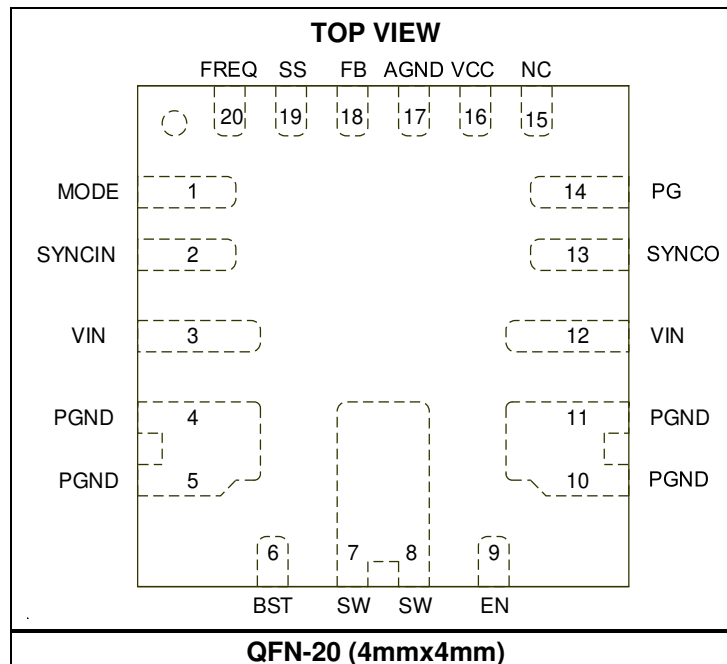 TOP VIEW
FREQ SS FB AGND VCC NC
20 19 18 17 16 15
MODE 1 14 PG
SYNCIN 2 13 SYNCO
VIN 3 12 VIN
PGND 4 11 PGND
PGND 5 10 PGND
6 7 8 9
BST SW SW EN
QFN-20 (4mmx4mm)